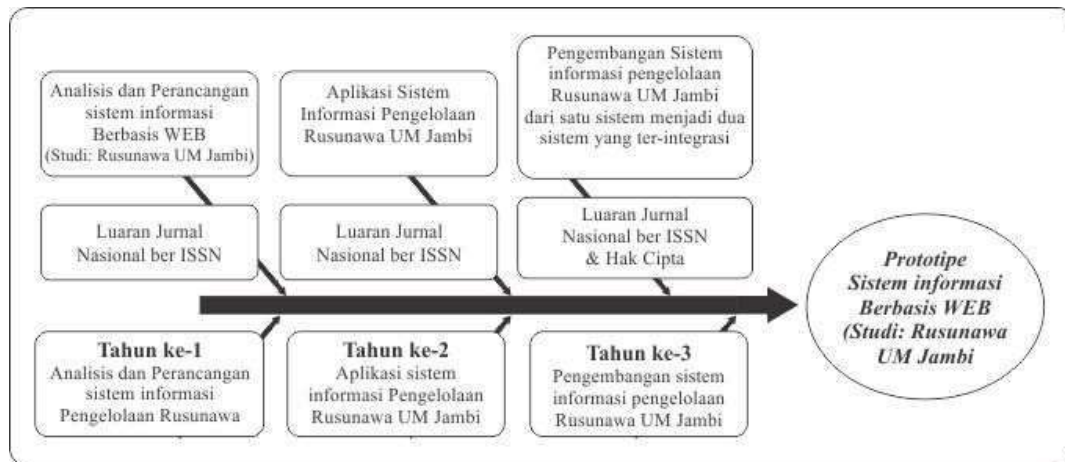 Analisis dan Perancangan
sistem informasi
Berbasis WEB
(Studi: Rusunawa UM Jambi)
Aplikasi Sistem
Informasi Pengelolaan
Rusunawa UM Jambi
Pengembangan Sistem
informasi pengelolaan
Rusunawa UM Jambi
dari satu sistem menjadi dua
sistem yang ter-integrasi
Luaran Jurnal
Nasional ber ISSN
Luaran Jurnal
Nasional ber ISSN
Luaran Jurnal
Nasional ber ISSN
& Hak Cipta
Prototipe
Sistem informasi
Berbasis WEB
(Studi: Rusunawa
UM Jambi
Tahun ke-1
Analisis dan Perancangan
sistem informasi
Pengelolaan Rusunawa
Tahun ke-2
Aplikasi sistem
informasi Pengelolaan
Rusunawa UM Jambi
Tahun ke-3
Pengembangan sistem
informasi pengelolaan
Rusunawa UM Jambi